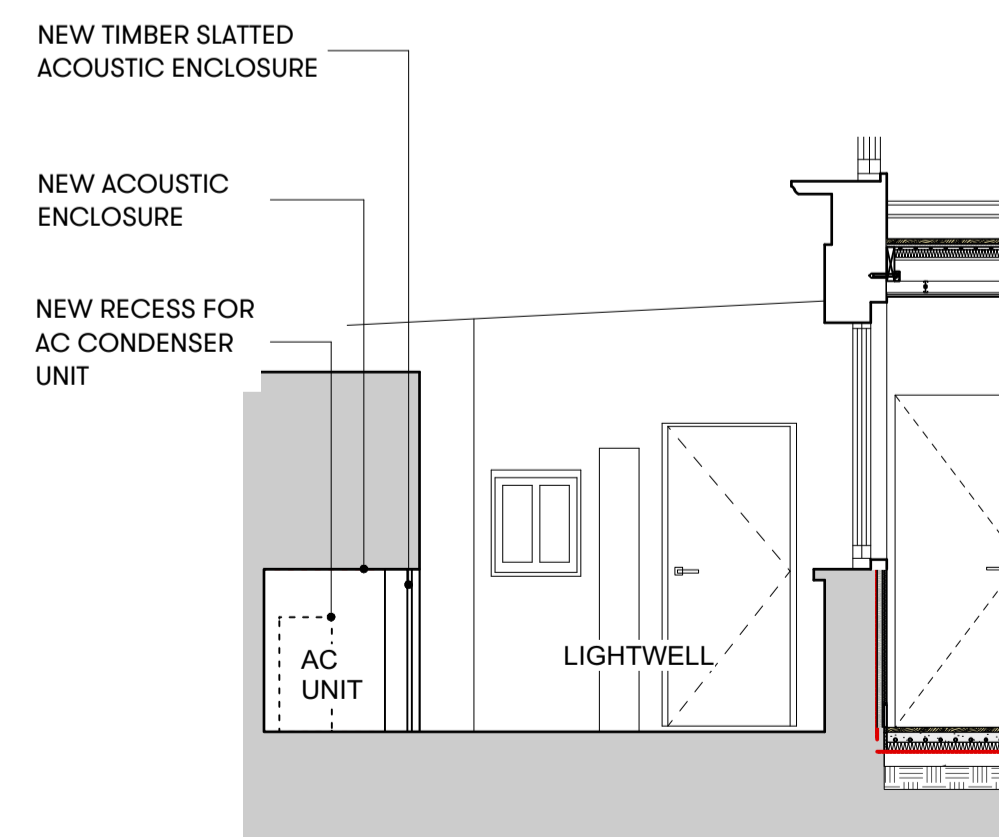 NEW TIMBER SLATTED
ACOUSTIC ENCLOSURE
NEW ACOUSTIC
ENCLOSURE
NEW RECESS FOR
AC CONDENSER
UNIT
AC
UNIT
LIGHTWELL